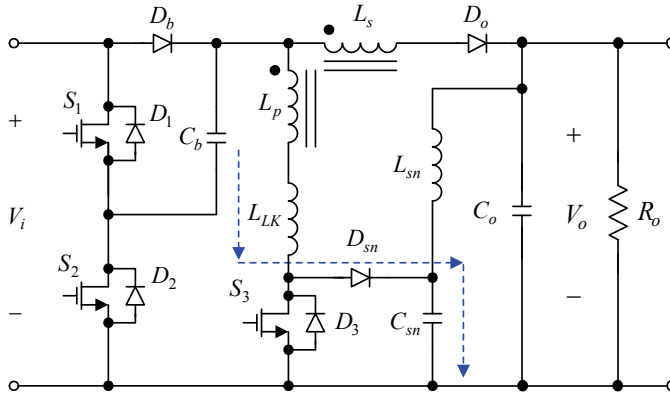 D_b
L_s
D_o
+
S_1
D_1
C_b
L_p
L_sn
+
V_i
L_LK
C_o
V_o
R_o
D_sn
S_2
D_2
S_3
D_3
C_sn
−
−